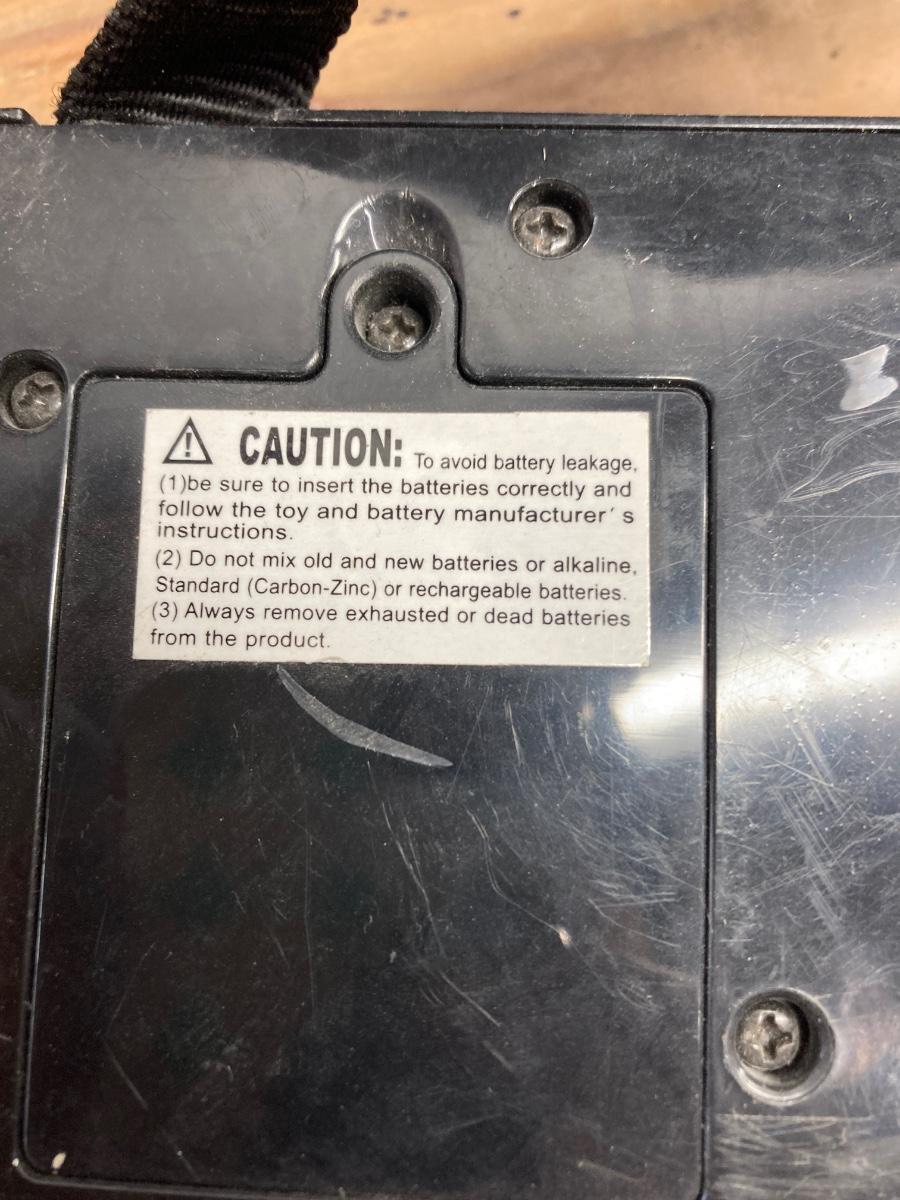 CAUTION: To avoid battery leakage,
(1)be sure to insert the batteries correctly and
follow the toy and battery manufacturer' s
instructions.
(2) Do not mix old and new batteries or alkaline,
Standard (Carbon-Zinc) or rechargeable batteries.
(3) Always remove exhausted or dead batteries
from the product.